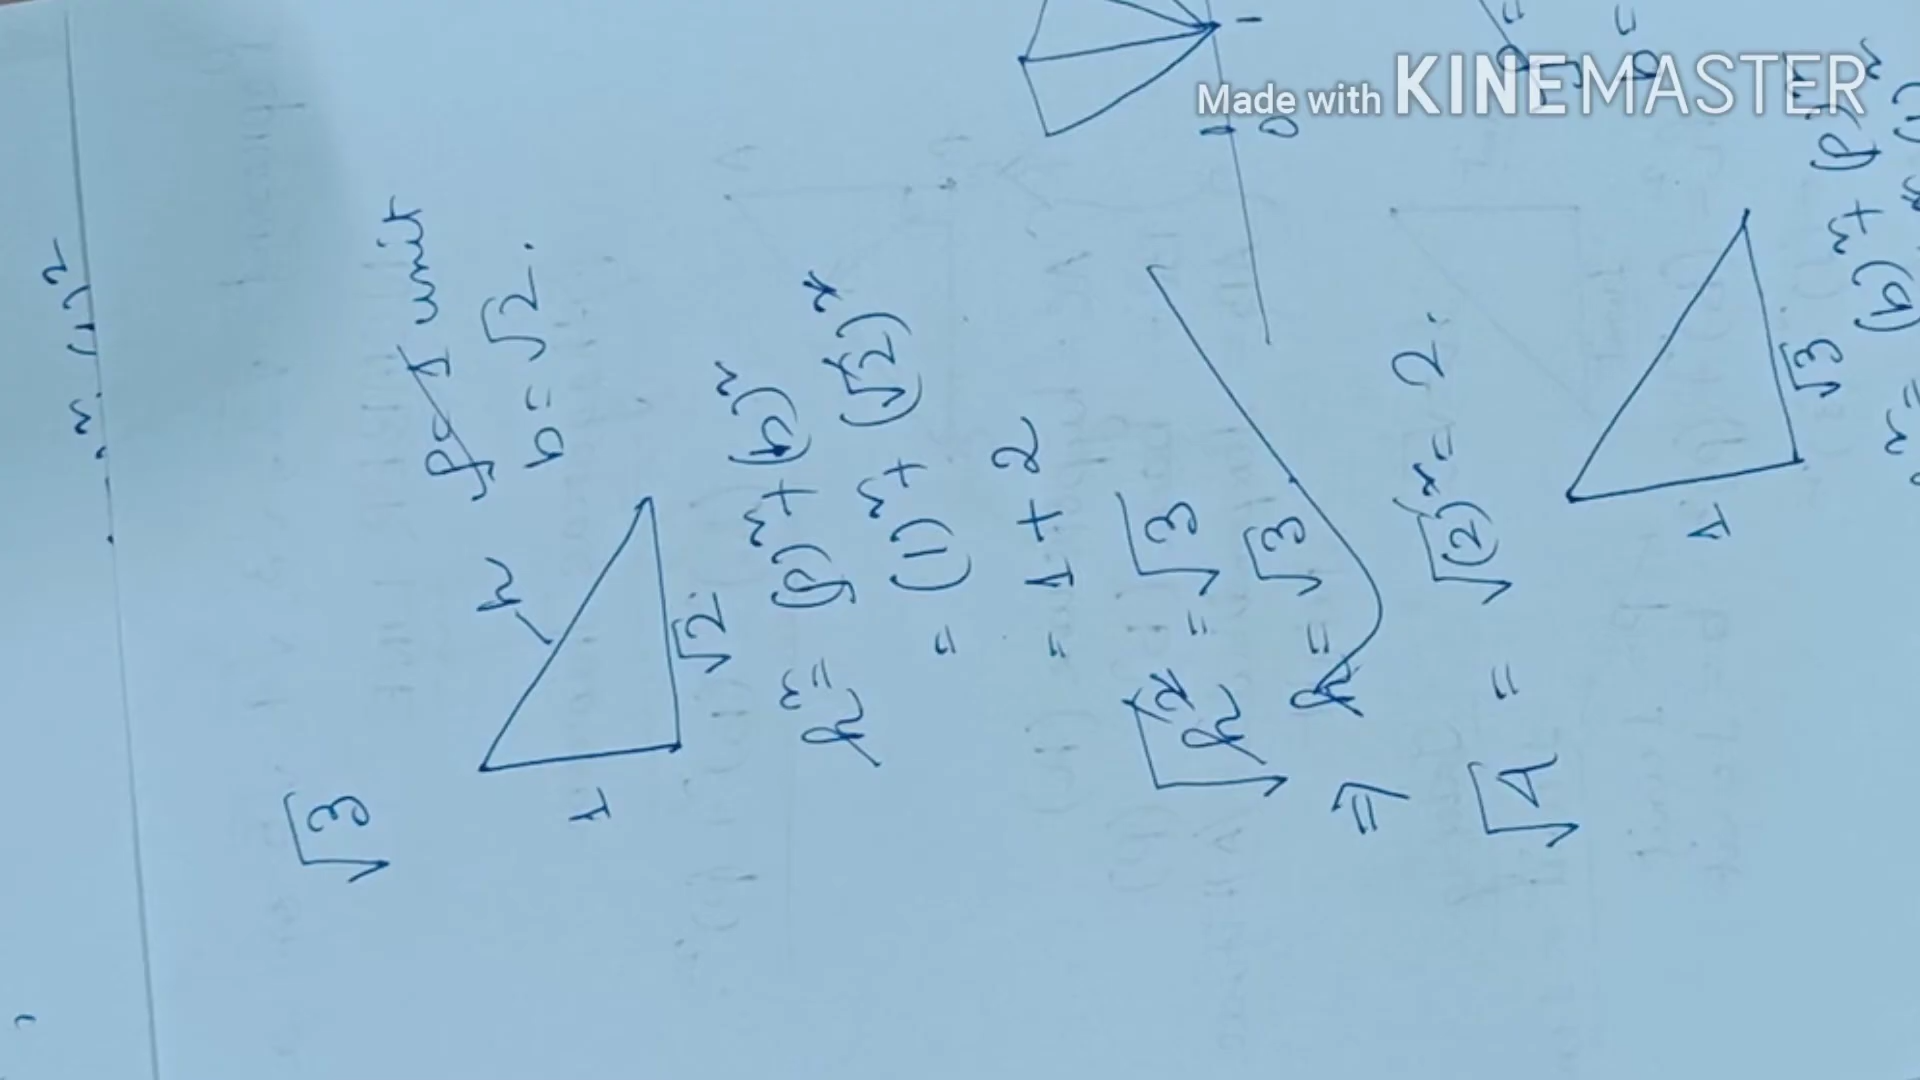 Made with KINEMASTER
√3
h
p = 1 unit
b = √2.
1
√2
h² = (p)² + (b)²
= (1)² + (√2)²
= 1 + 2
√h² = √3
h = √3
⇒
√4 = √(2)² = 2.
1
√3